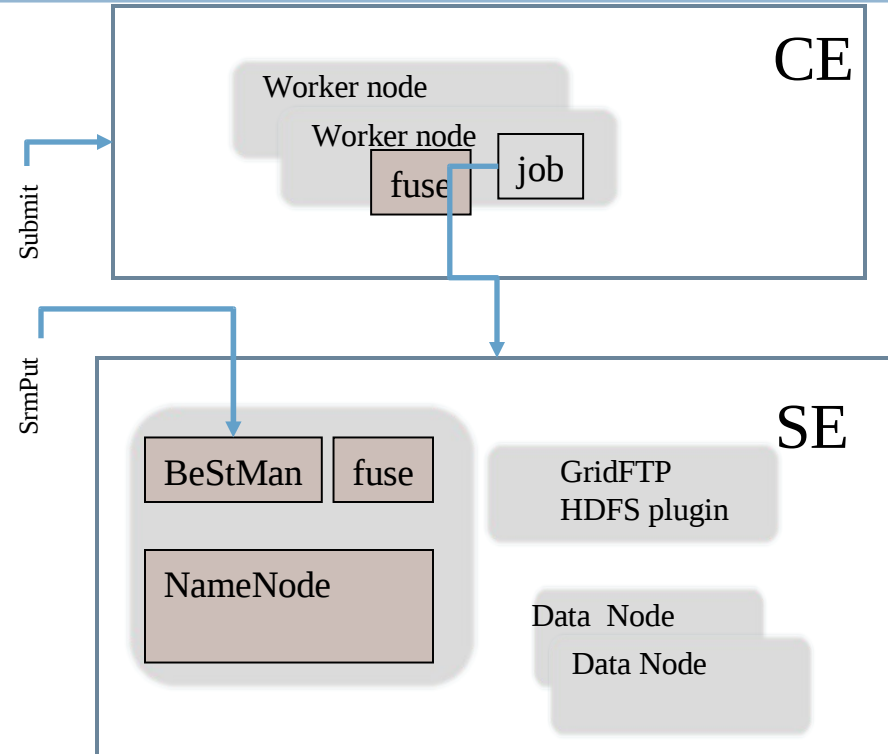 CE
Worker node
Worker node
fuse
job
Submit
SrmPut
SE
BeStMan
fuse
GridFTP
HDFS plugin
NameNode
Data Node
Data Node